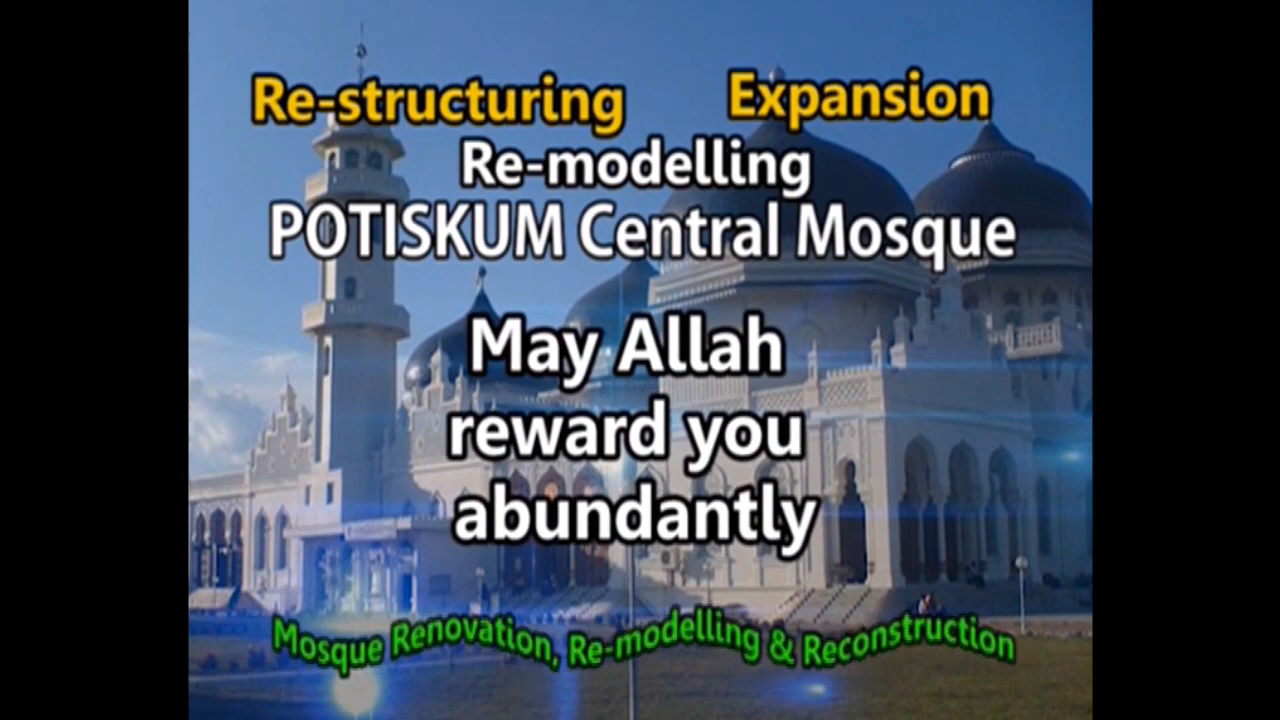 Re-structuring Expansion
Re-modelling
POTISKUM Central Mosque
May Allah
reward you
abundantly
Mosque Renovation, Re-modelling & Reconstruction